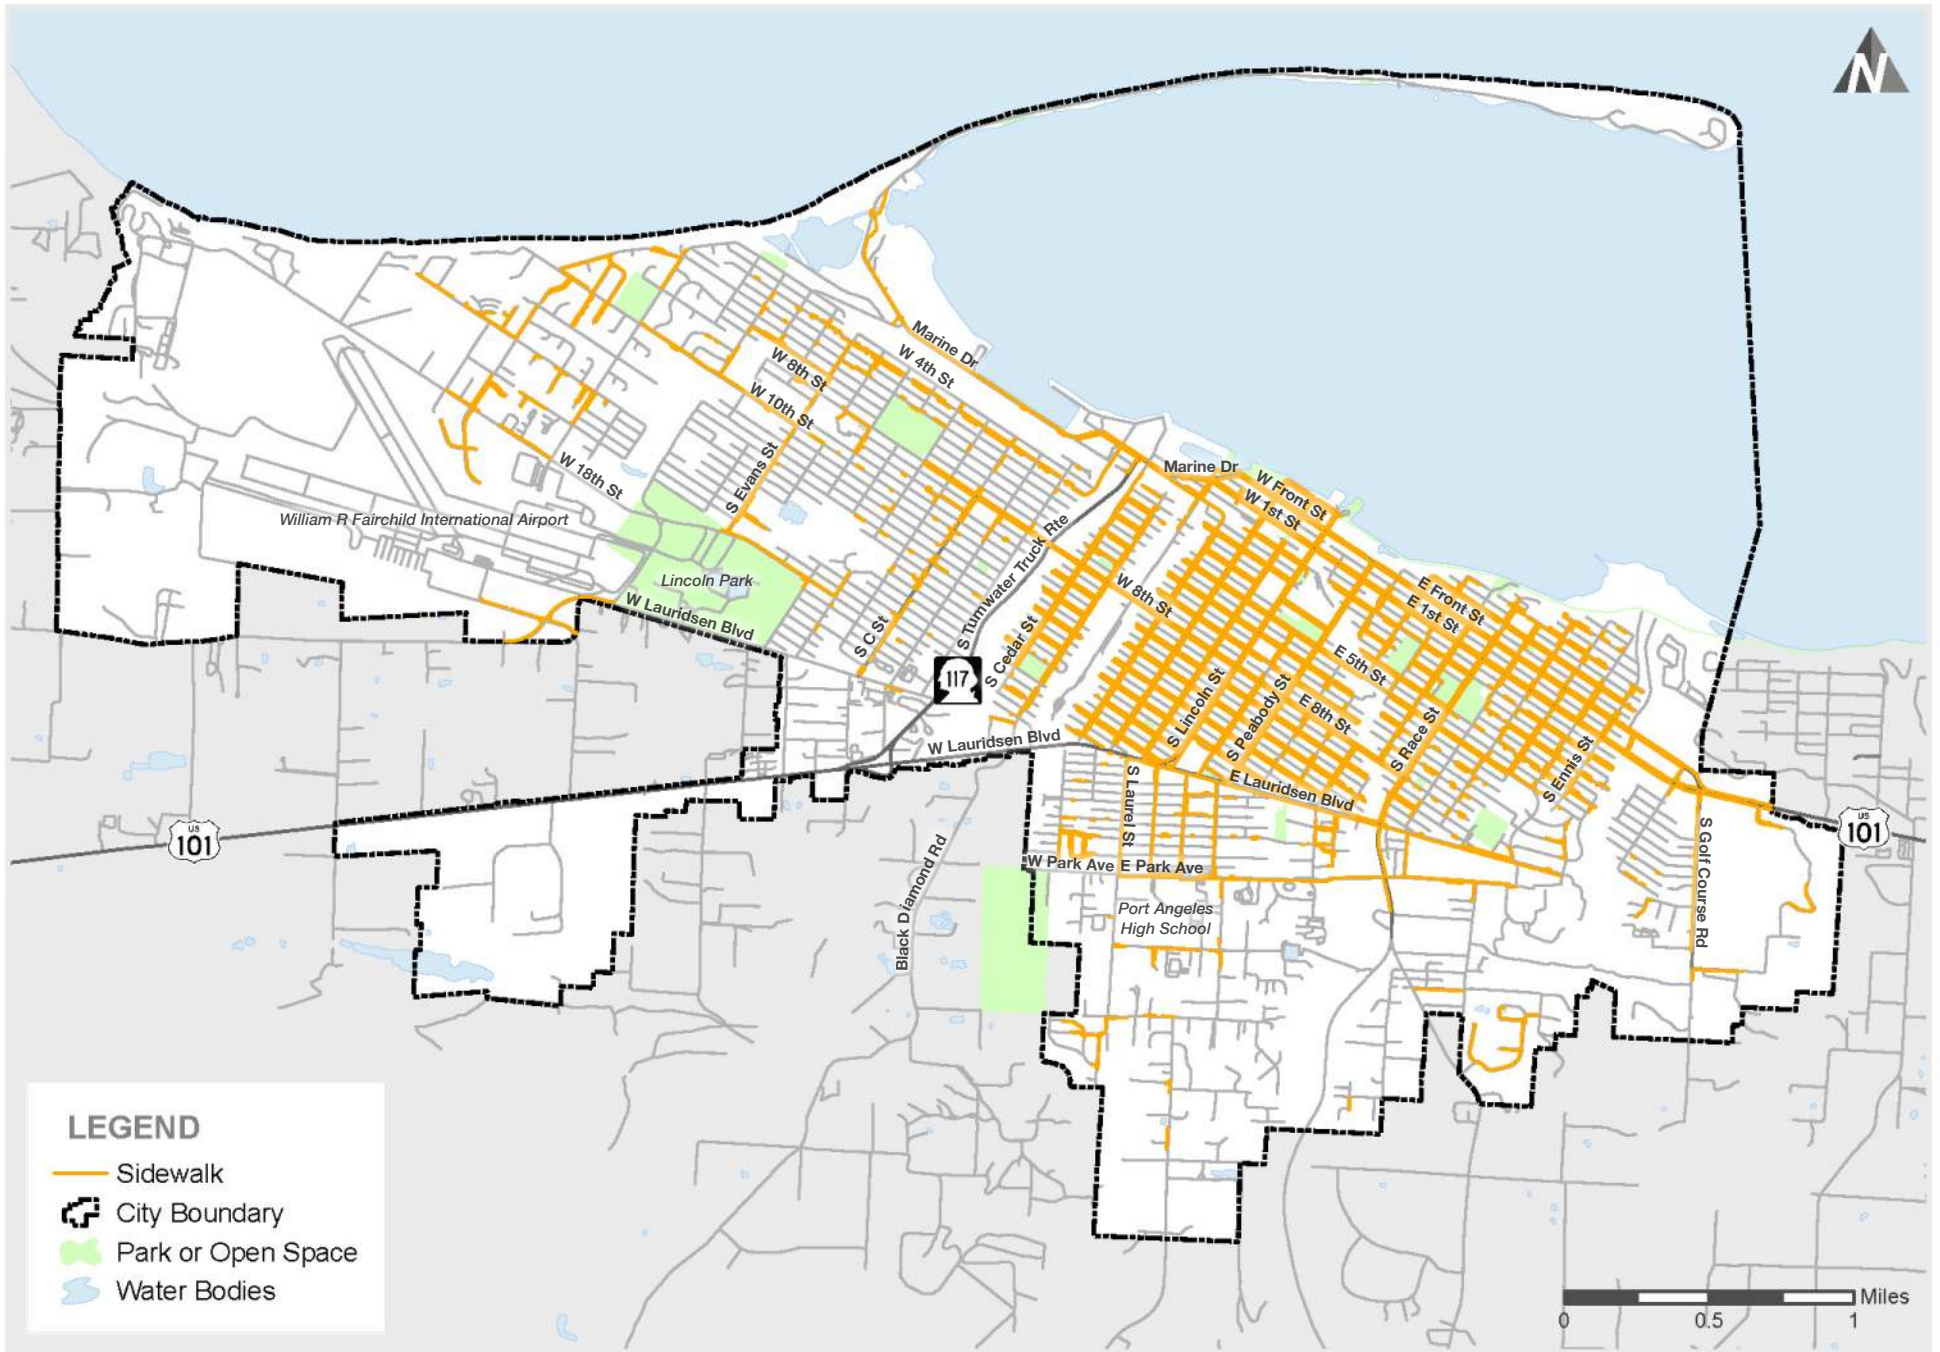 N
Marine Dr
W 4th St
W 8th St
W 10th St
Marine Dr
W Front St
W 1st St
W 18th St
S Evans St
William R Fairchild International Airport
Lincoln Park
W Lauridsen Blvd
S C St
S Tumwater Truck Rte
117
S Cedar St
W 8th St
E Front St
E 1st St
E 5th St
S Lincoln St
S Peabody St
E 8th St
S Race St
S Ennis St
W Lauridsen Blvd
E Lauridsen Blvd
S Laurel St
US
101
US
101
W Park Ave
E Park Ave
S Golf Course Rd
Black Diamond Rd
Port Angeles
High School
LEGEND
Sidewalk
City Boundary
Park or Open Space
Water Bodies
Miles
0
0.5
1